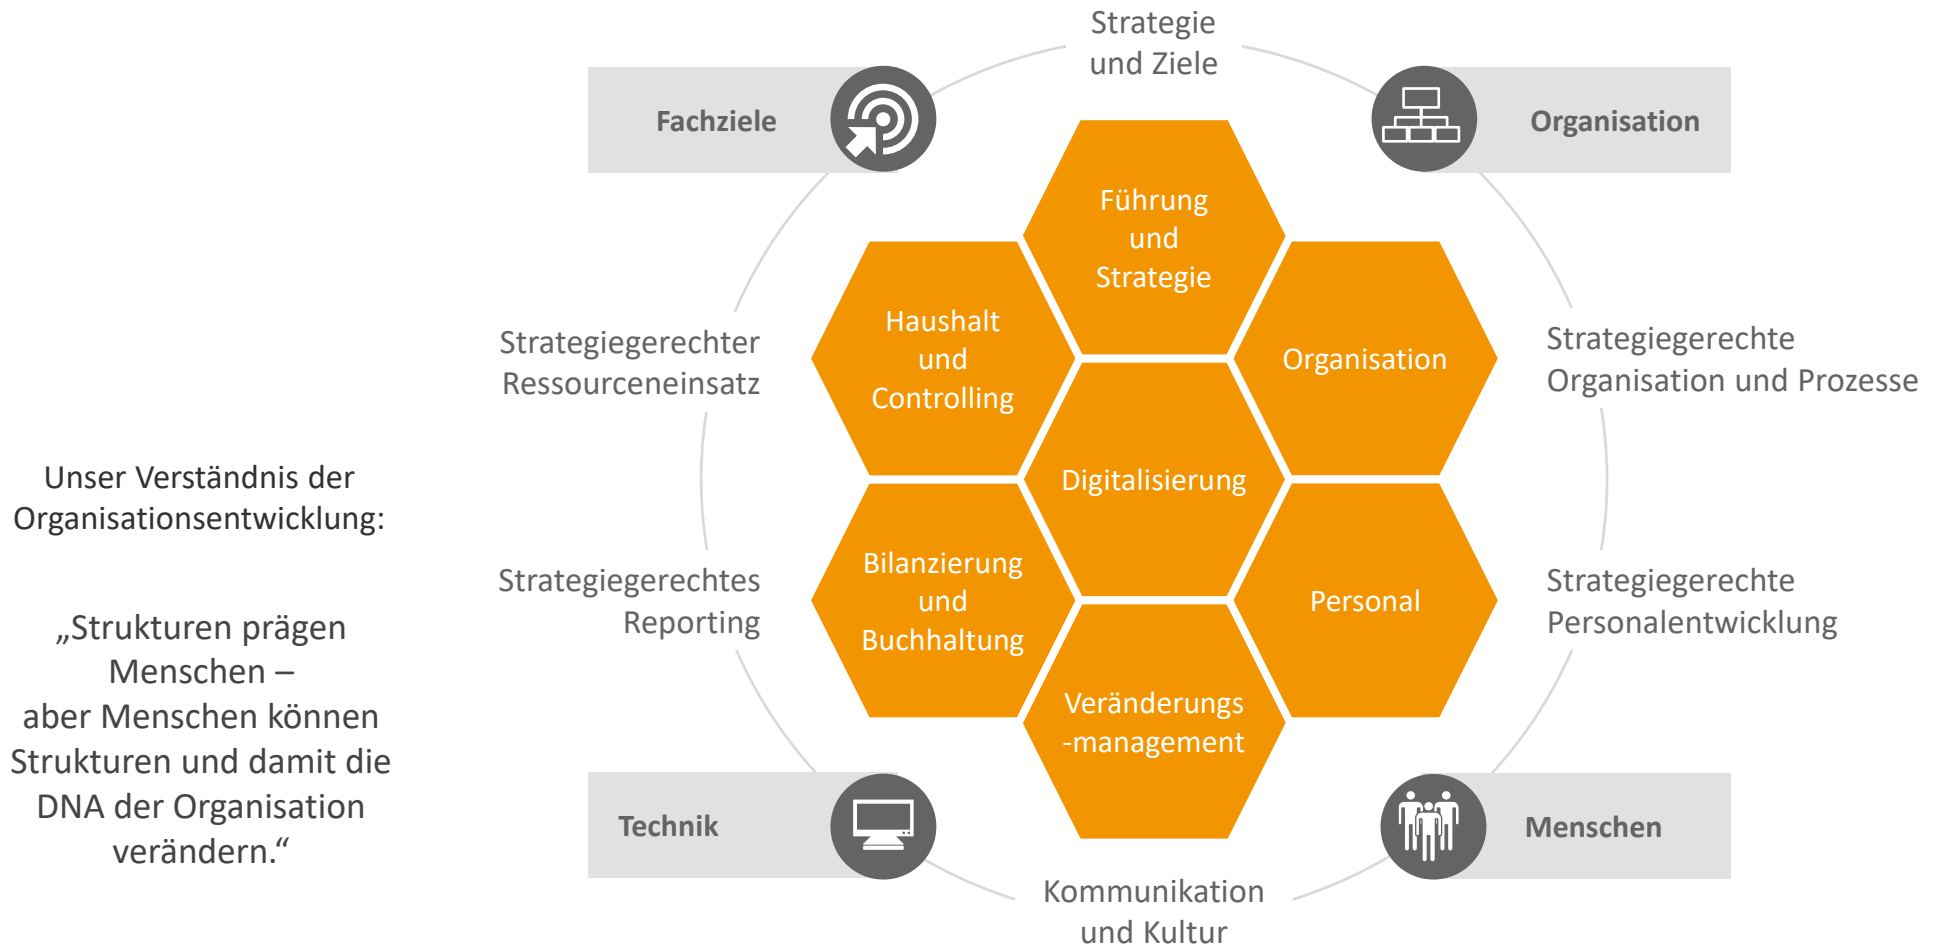 Unser Verständnis der
Organisationsentwicklung:
„Strukturen prägen
Menschen –
aber Menschen können
Strukturen und damit die
DNA der Organisation
verändern.“
Strategie
und Ziele
Fachziele
Organisation
Führung
und
Strategie
Haushalt
und
Controlling
Organisation
Strategiegerechter
Ressourceneinsatz
Strategiegerechte
Organisation und Prozesse
Digitalisierung
Bilanzierung
und
Buchhaltung
Personal
Strategiegerechtes
Reporting
Strategiegerechte
Personalentwicklung
Veränderungs
-management
Technik
Menschen
Kommunikation
und Kultur